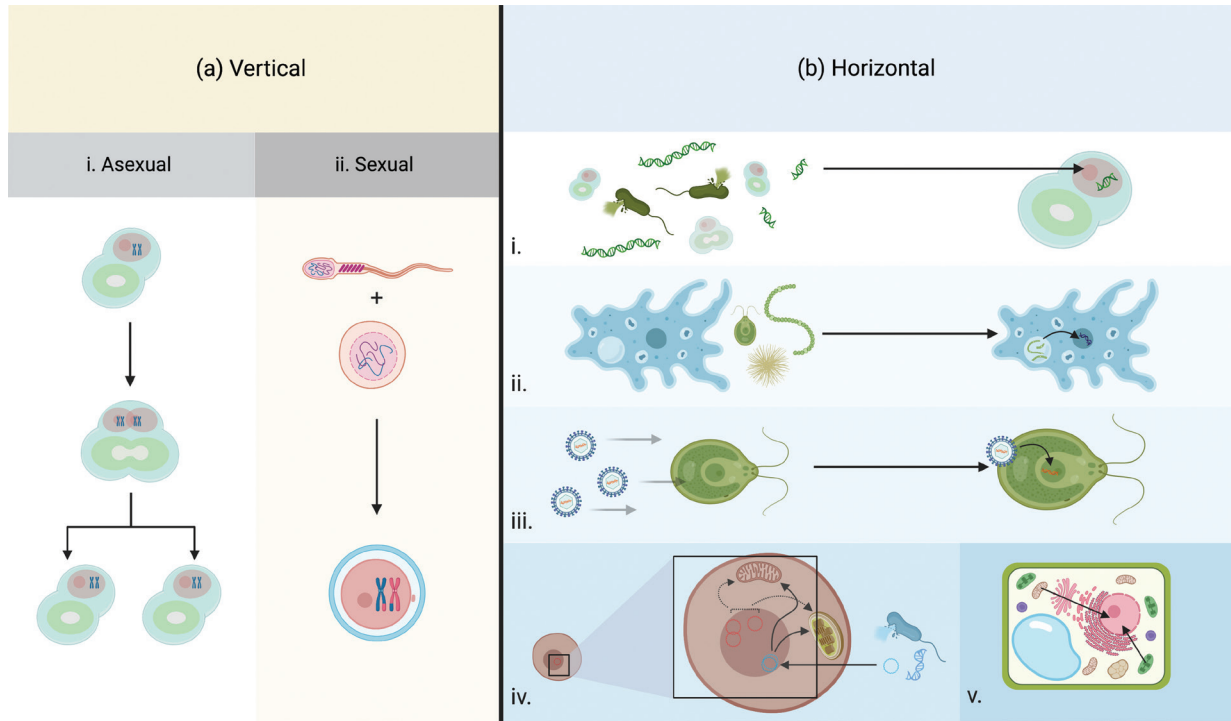 (a) Vertical
(b) Horizontal
i. Asexual
ii. Sexual
+
i.
ii.
iii.
iv.
v.